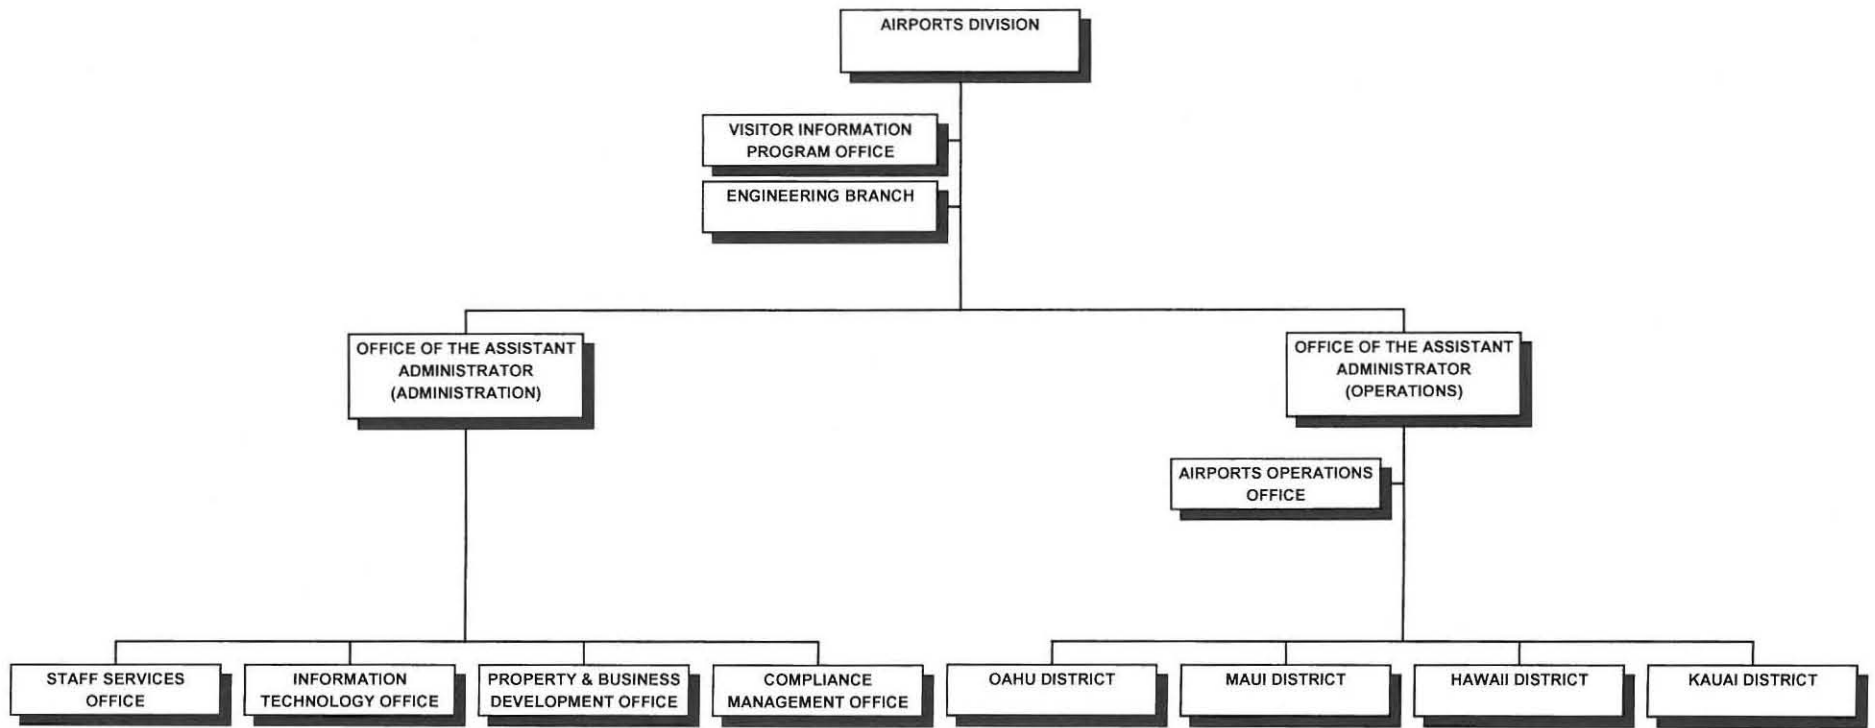 AIRPORTS DIVISION
VISITOR INFORMATION
PROGRAM OFFICE
ENGINEERING BRANCH
OFFICE OF THE ASSISTANT
ADMINISTRATOR
(ADMINISTRATION)
OFFICE OF THE ASSISTANT
ADMINISTRATOR
(OPERATIONS)
AIRPORTS OPERATIONS
OFFICE
STAFF SERVICES
OFFICE
INFORMATION
TECHNOLOGY OFFICE
PROPERTY & BUSINESS
DEVELOPMENT OFFICE
COMPLIANCE
MANAGEMENT OFFICE
OAHU DISTRICT
MAUI DISTRICT
HAWAII DISTRICT
KAUAI DISTRICT